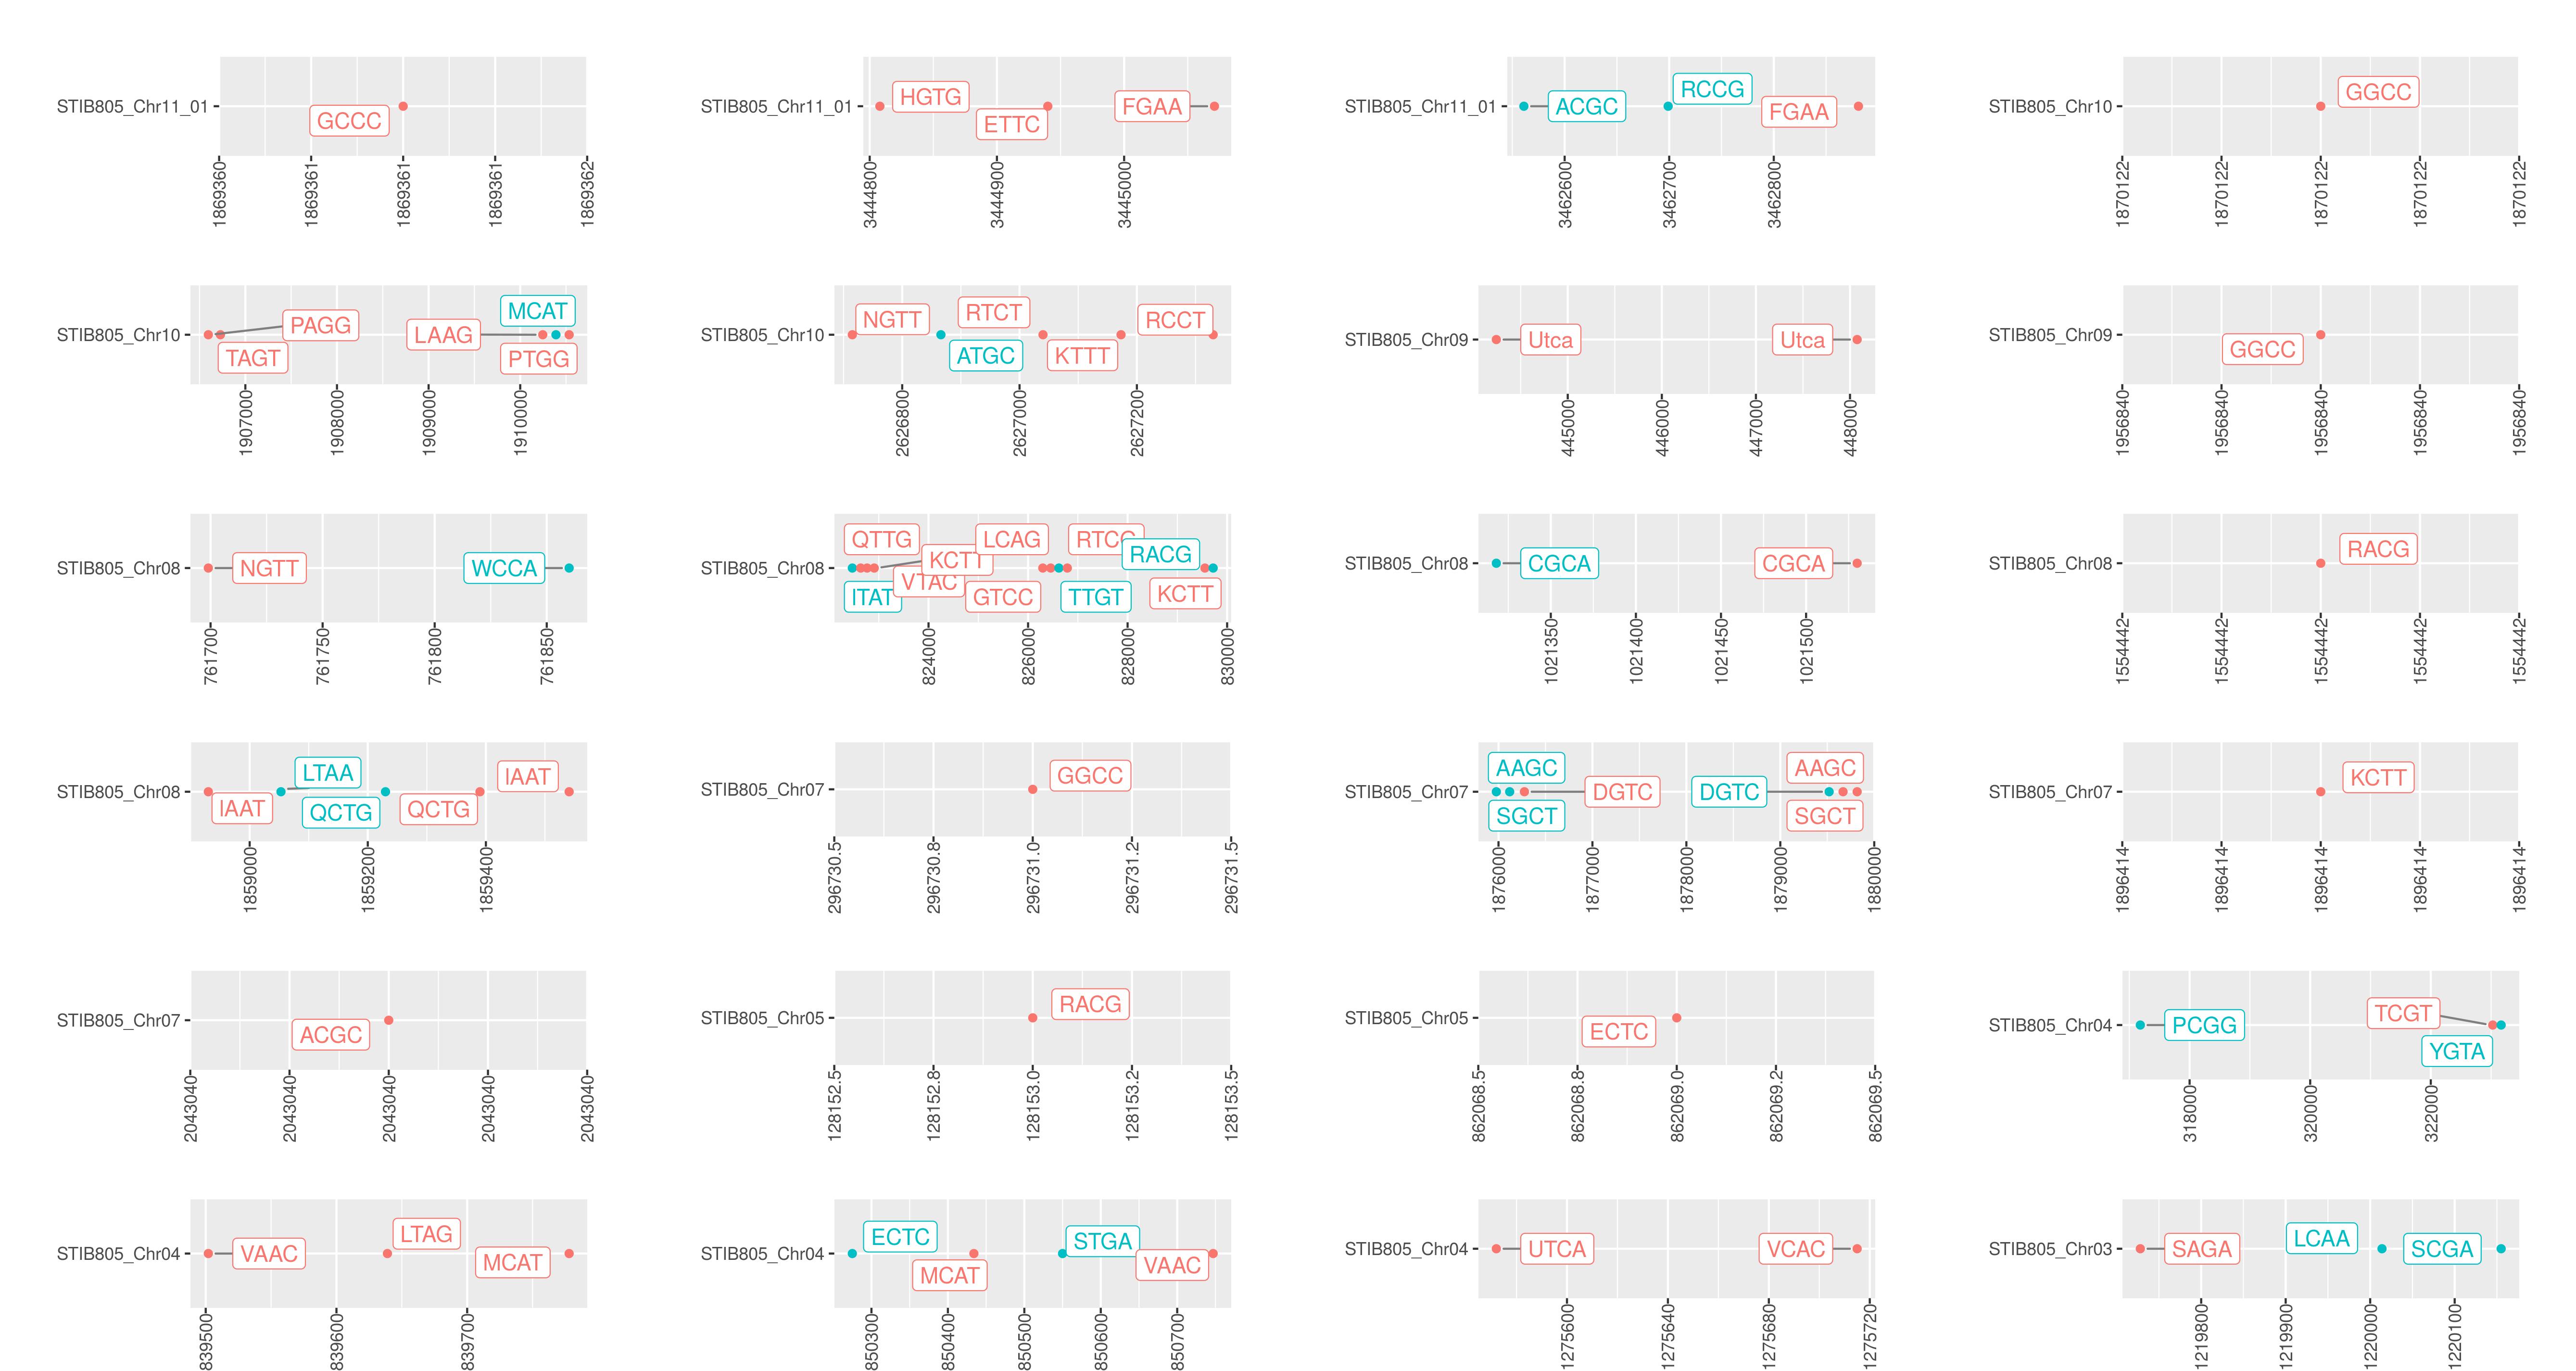 STIB805_Chr11_01
GCCC
1869360 1869361 1869361 1869361 1869362
STIB805_Chr11_01
HGTG ETTC FGAA
3444800 3444900 3445000
STIB805_Chr11_01
ACGC RCCG FGAA
3462600 3462700 3462800
STIB805_Chr10
GGCC
1870122 1870122 1870122 1870122 1870122
STIB805_Chr10
TAGT PAGG LAAG MCAT PTGG
1907000 1908000 1909000 1910000
STIB805_Chr10
NGTT ATGC RTCT KTTT RCCT
2626800 2627000 2627200
STIB805_Chr09
Utca Utca
445000 446000 447000 448000
STIB805_Chr09
GGCC
1956840 1956840 1956840 1956840 1956840
STIB805_Chr08
NGTT WCCA
761700 761750 761800 761850
STIB805_Chr08
QTTG ITAT KCTT VTAC LCAG GTCC RTCC TTGT RACG KCTT
824000 826000 828000 830000
STIB805_Chr08
CGCA CGCA
1021350 1021400 1021450 1021500
STIB805_Chr08
RACG
1554442 1554442 1554442 1554442 1554442
STIB805_Chr08
IAAT LTAA QCTG QCTG IAAT
1859000 1859200 1859400
STIB805_Chr07
GGCC
296730.5 296730.8 296731.0 296731.2 296731.5
STIB805_Chr07
AAGC SGCT DGTC DGTC AAGC SGCT
1876000 1877000 1878000 1879000 1880000
STIB805_Chr07
KCTT
1896414 1896414 1896414 1896414 1896414
STIB805_Chr07
ACGC
2043040 2043040 2043040 2043040 2043040
STIB805_Chr05
RACG
128152.5 128152.8 128153.0 128153.2 128153.5
STIB805_Chr05
ECTC
862068.5 862068.8 862069.0 862069.2 862069.5
STIB805_Chr04
PCGG TCGT YGTA
318000 320000 322000
STIB805_Chr04
VAAC LTAG MCAT
839500 839600 839700
STIB805_Chr04
ECTC MCAT STGA VAAC
850300 850400 850500 850600 850700
STIB805_Chr04
UTCA VCAC
1275600 1275640 1275680 1275720
STIB805_Chr03
SAGA LCAA SCGA
1219800 1219900 1220000 1220100